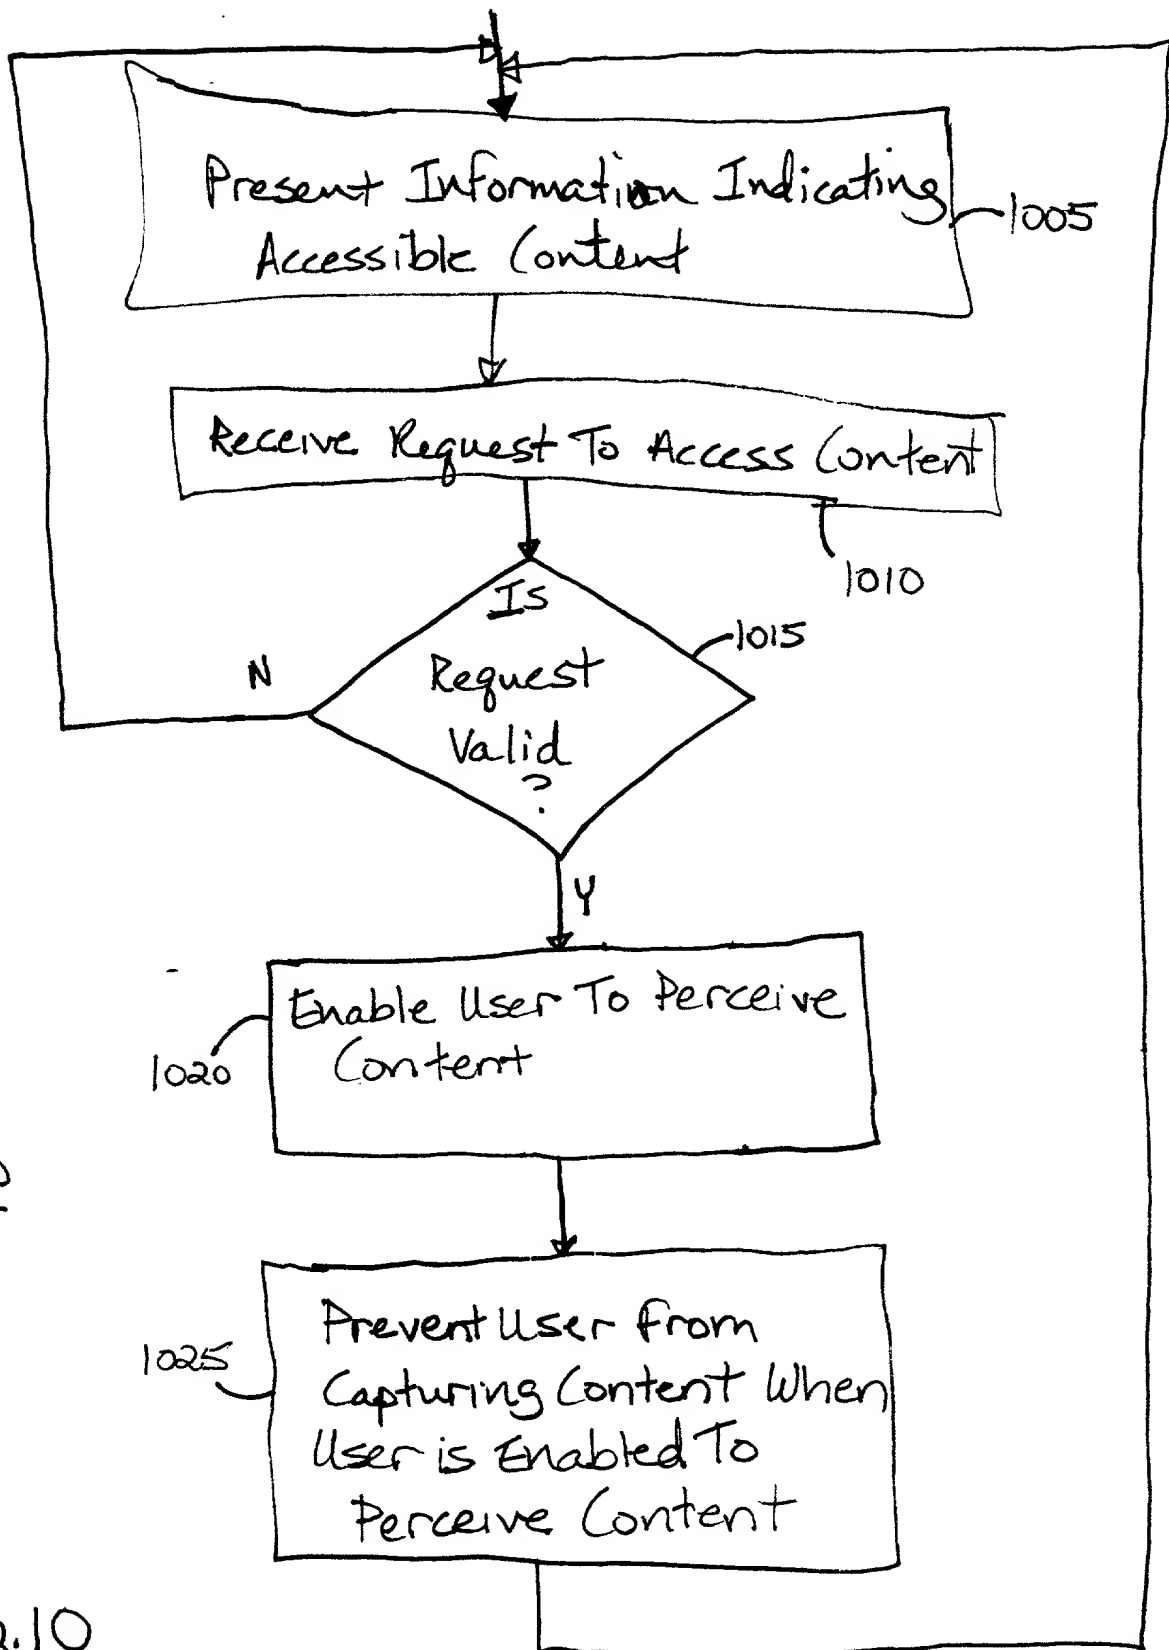 Present Information Indicating
Accessible Content
1005
Receive Request To Access Content
1010
Is
Request
Valid
?
1015
N
Y
Enable User To Perceive
Content
1020
Prevent User From
Capturing Content When
User is Enabled To
Perceive Content
1025
.10